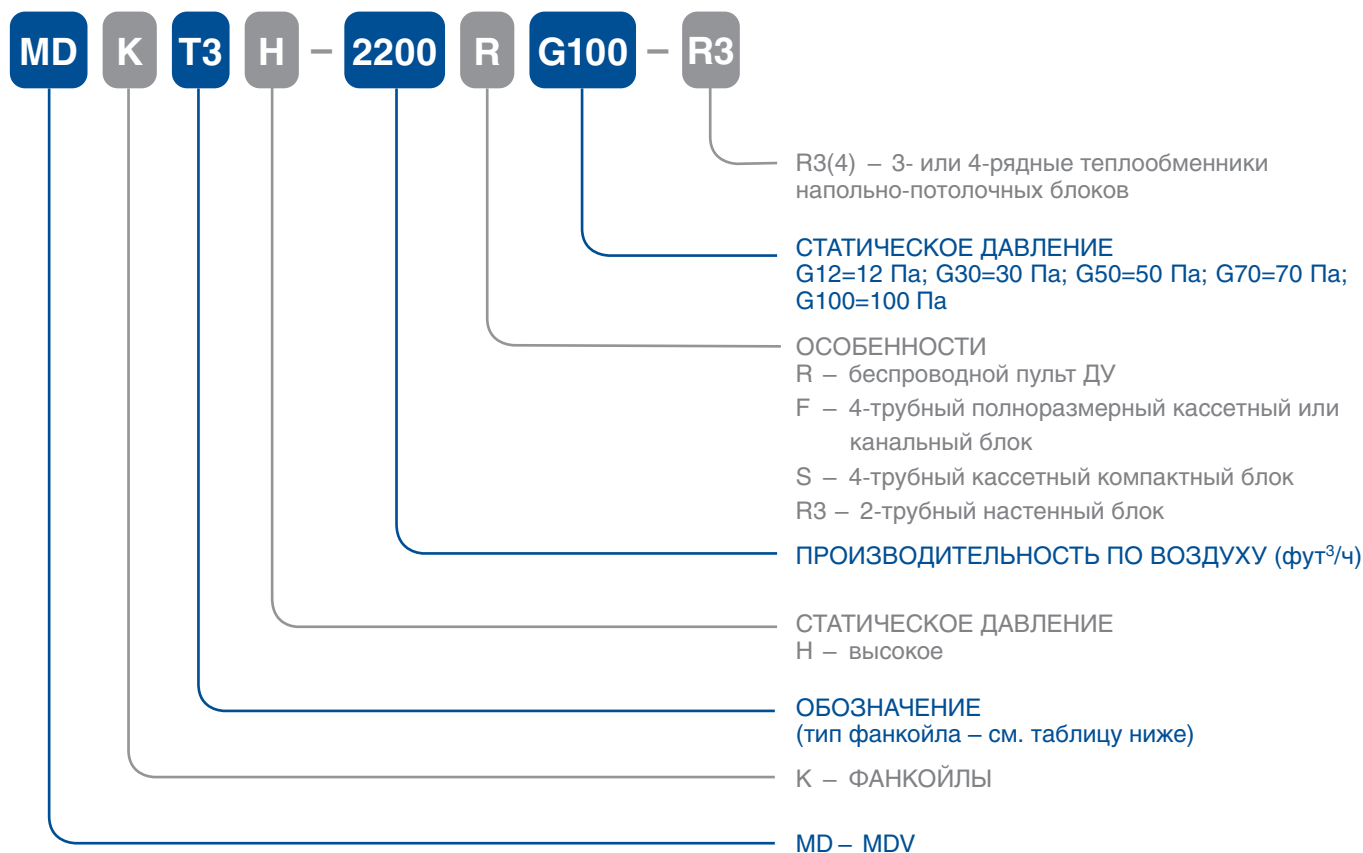 MD K T3 H – 2200 R G100 – R3
R3(4) – 3- или 4-рядные теплообменники
напольно-потолочных блоков
СТАТИЧЕСКОЕ ДАВЛЕНИЕ
G12=12 Па; G30=30 Па; G50=50 Па; G70=70 Па;
G100=100 Па
ОСОБЕННОСТИ
R – беспроводной пульт ДУ
F – 4-трубный полноразмерный кассетный или
канальный блок
S – 4-трубный кассетный компактный блок
R3 – 2-трубный настенный блок
ПРОИЗВОДИТЕЛЬНОСТЬ ПО ВОЗДУХУ (фут³/ч)
СТАТИЧЕСКОЕ ДАВЛЕНИЕ
H – высокое
ОБОЗНАЧЕНИЕ
(тип фанкойла – см. таблицу ниже)
K – ФАНКОЙЛЫ
MD – MDV